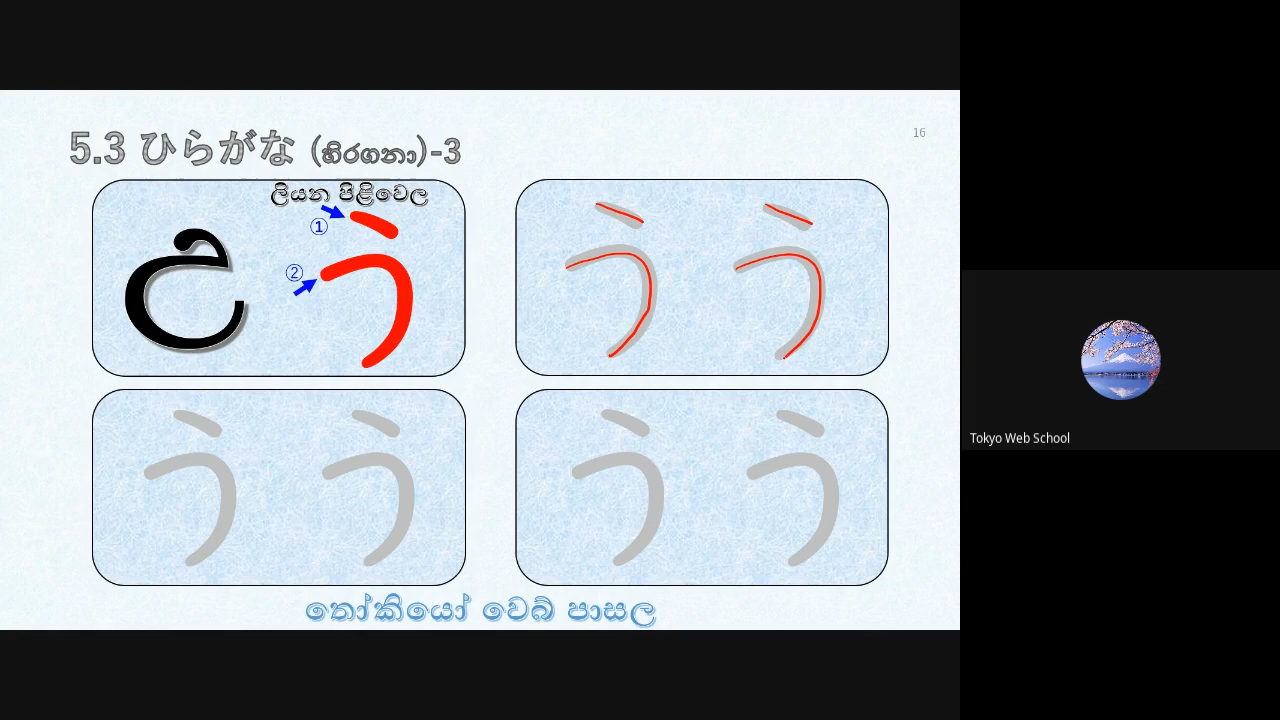 5.3 ひらがな (හිරගනා)-3
16
ලියන පිළිවෙල
①
②
උ う
う う
う う
う う
තෝකියෝ වෙබ් පාසල
Tokyo Web School